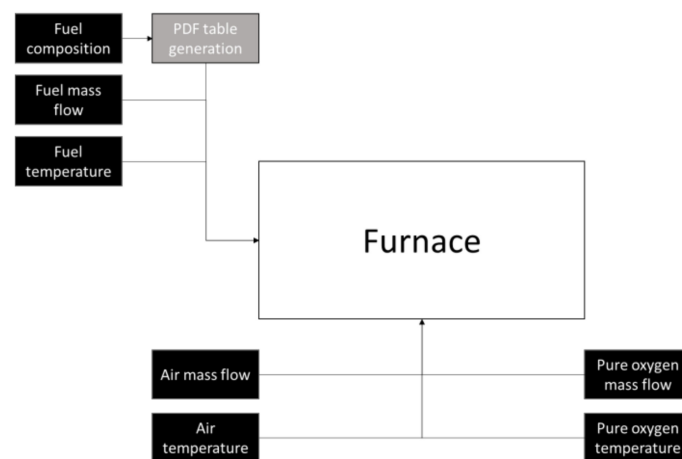 Fuel
composition
PDF table
generation
Fuel mass
flow
Fuel
temperature
Furnace
Air mass flow
Pure oxygen
mass flow
Air
temperature
Pure oxygen
temperature